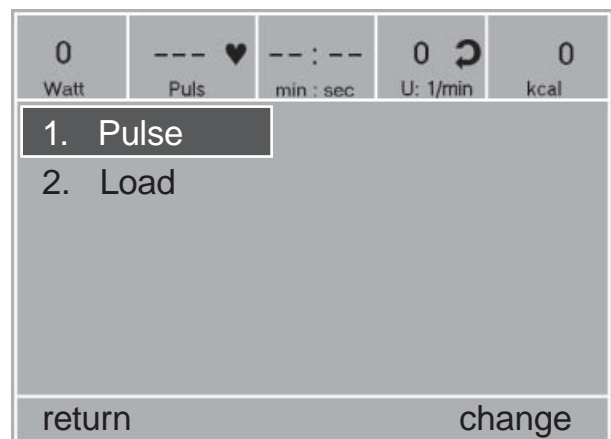 0 --- ♥ --:-- 0 0
Watt Puls min : sec U: 1/min kcal
1. Pulse
2. Load
return change